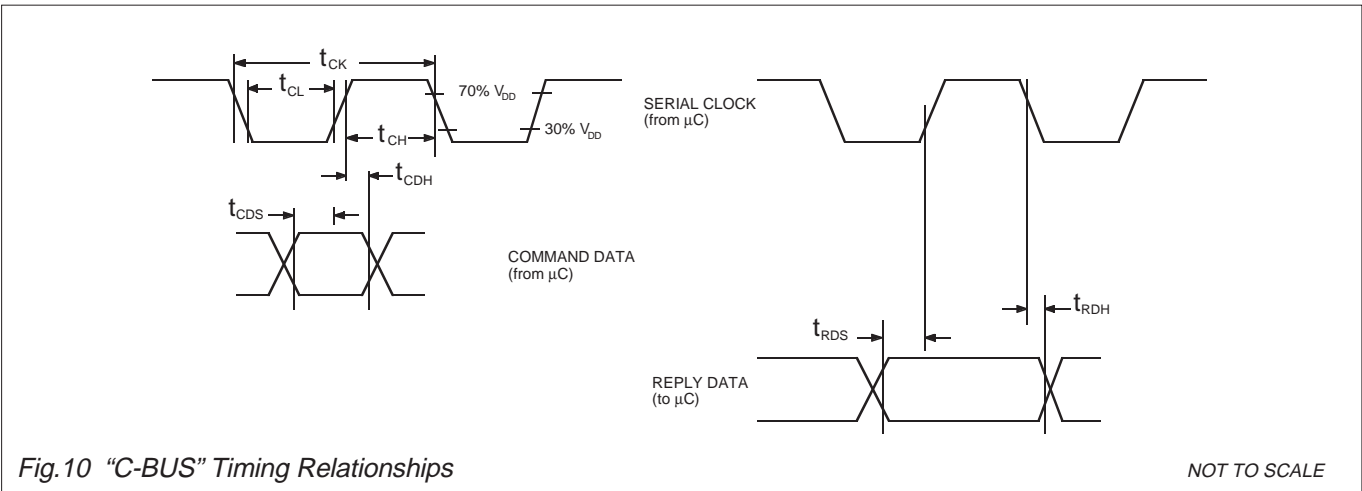 tCK
tCL
70% VDD
30% VDD
tCH
tCDH
tCDS
SERIAL CLOCK
(from µC)
COMMAND DATA
(from µC)
tRDH
tRDS
REPLY DATA
(to µC)
Fig.10 “C-BUS” Timing Relationships
NOT TO SCALE